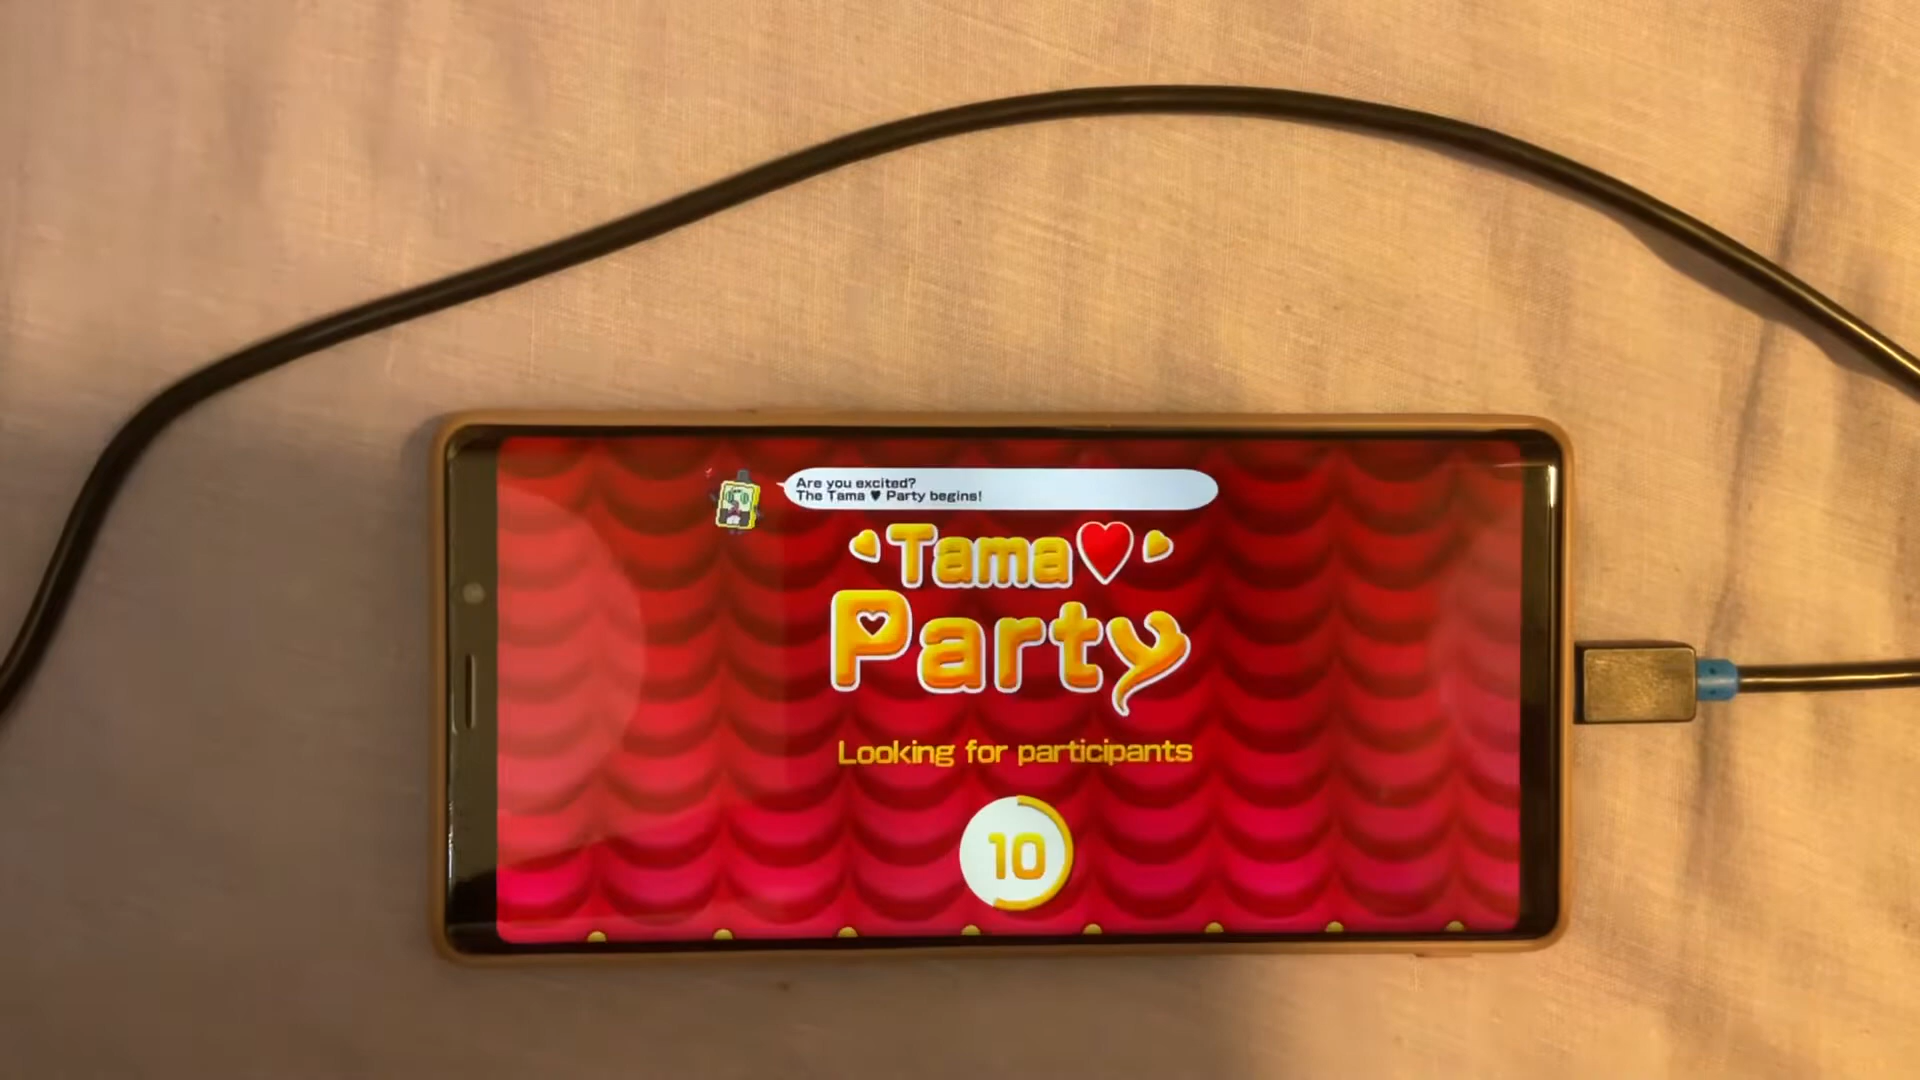 Are you excited?
The Tama ♥ Party begins!
Tama♥
Party
Looking for participants
10